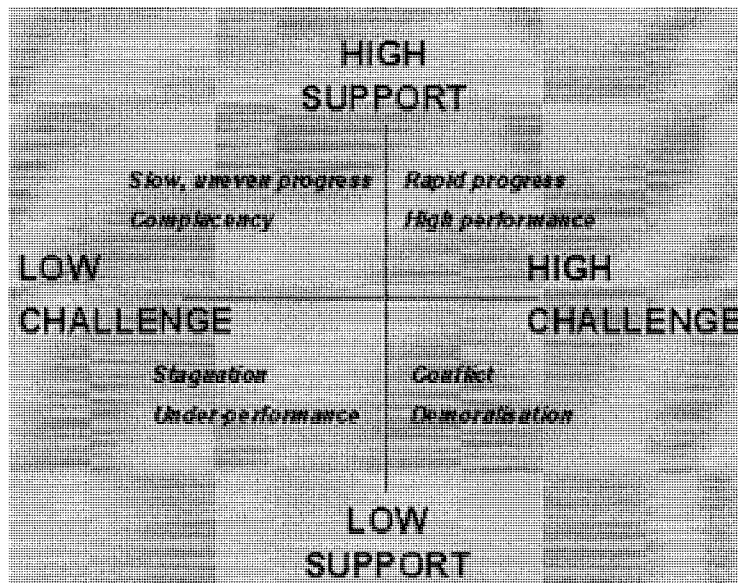 HIGH
SUPPORT
Slow, uneven progress
Complacency
Rapid progress
High performance
LOW
CHALLENGE
HIGH
CHALLENGE
Stagnation
Under-performance
Conflict
Demoralisation
LOW
SUPPORT